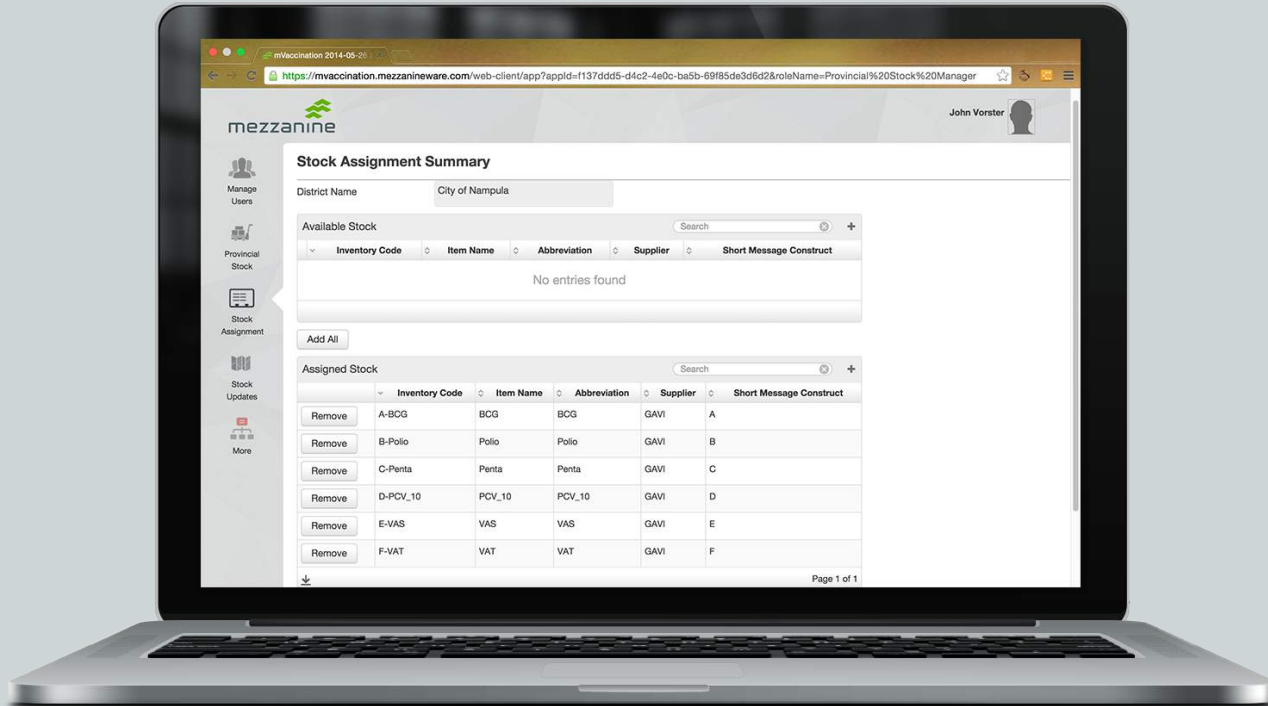 mVaccination 2014-05-26
https://mvaccination.mezzanineware.com/web-client/app?appId=f137ddd5-d4c2-4e0c-ba5b-69f85de3d6d2&roleName=Provincial%20Stock%20Manager
mezzanine
John Vorster
Manage
Users
Provincial
Stock
Stock
Assignment
Stock
Updates
More
Stock Assignment Summary
District Name City of Nampula
Available Stock Search
Inventory Code Item Name Abbreviation Supplier Short Message Construct
No entries found
Add All
Assigned Stock Search
Inventory Code Item Name Abbreviation Supplier Short Message Construct
Remove A-BCG BCG BCG GAVI A
Remove B-Polio Polio Polio GAVI B
Remove C-Penta Penta Penta GAVI C
Remove D-PCV_10 PCV_10 PCV_10 GAVI D
Remove E-VAS VAS VAS GAVI E
Remove F-VAT VAT VAT GAVI F
Page 1 of 1